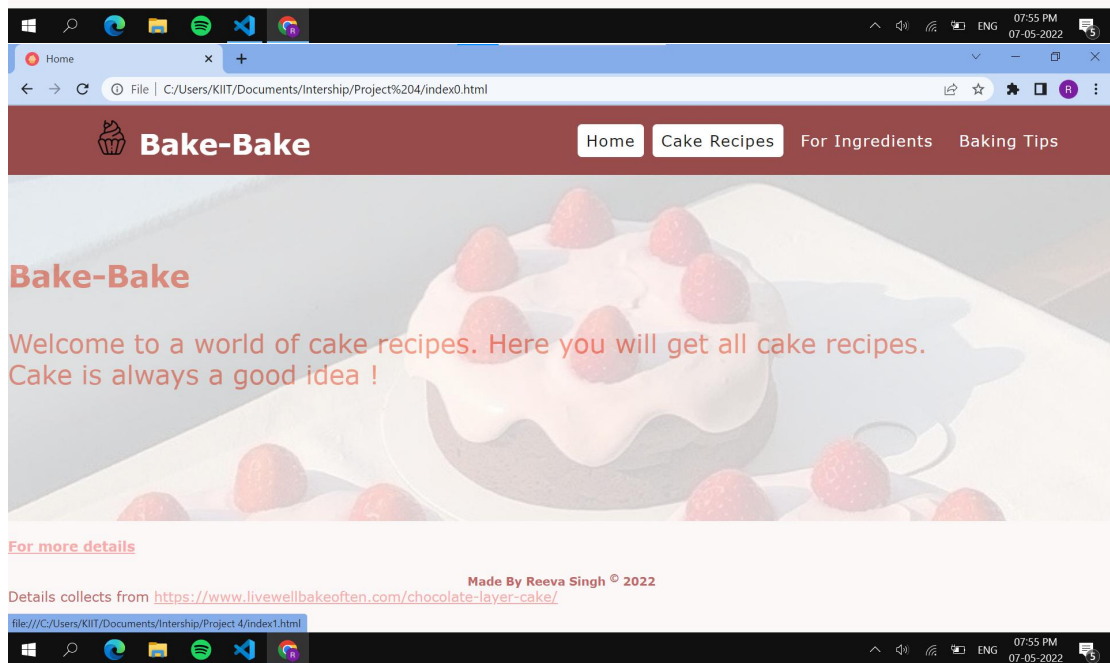 07:55 PM
ENG
07-05-2022
5
Home
File | C:/Users/KIIT/Documents/Intership/Project%204/index0.html
R
Bake-Bake
Home
Cake Recipes
For Ingredients
Baking Tips
Bake-Bake
Welcome to a world of cake recipes. Here you will get all cake recipes.
Cake is always a good idea !
For more details
Made By Reeva Singh © 2022
Details collects from https://www.livewellbakeoften.com/chocolate-layer-cake/
file:///C:/Users/KIIT/Documents/Intership/Project 4/index1.html
07:55 PM
ENG
07-05-2022
5